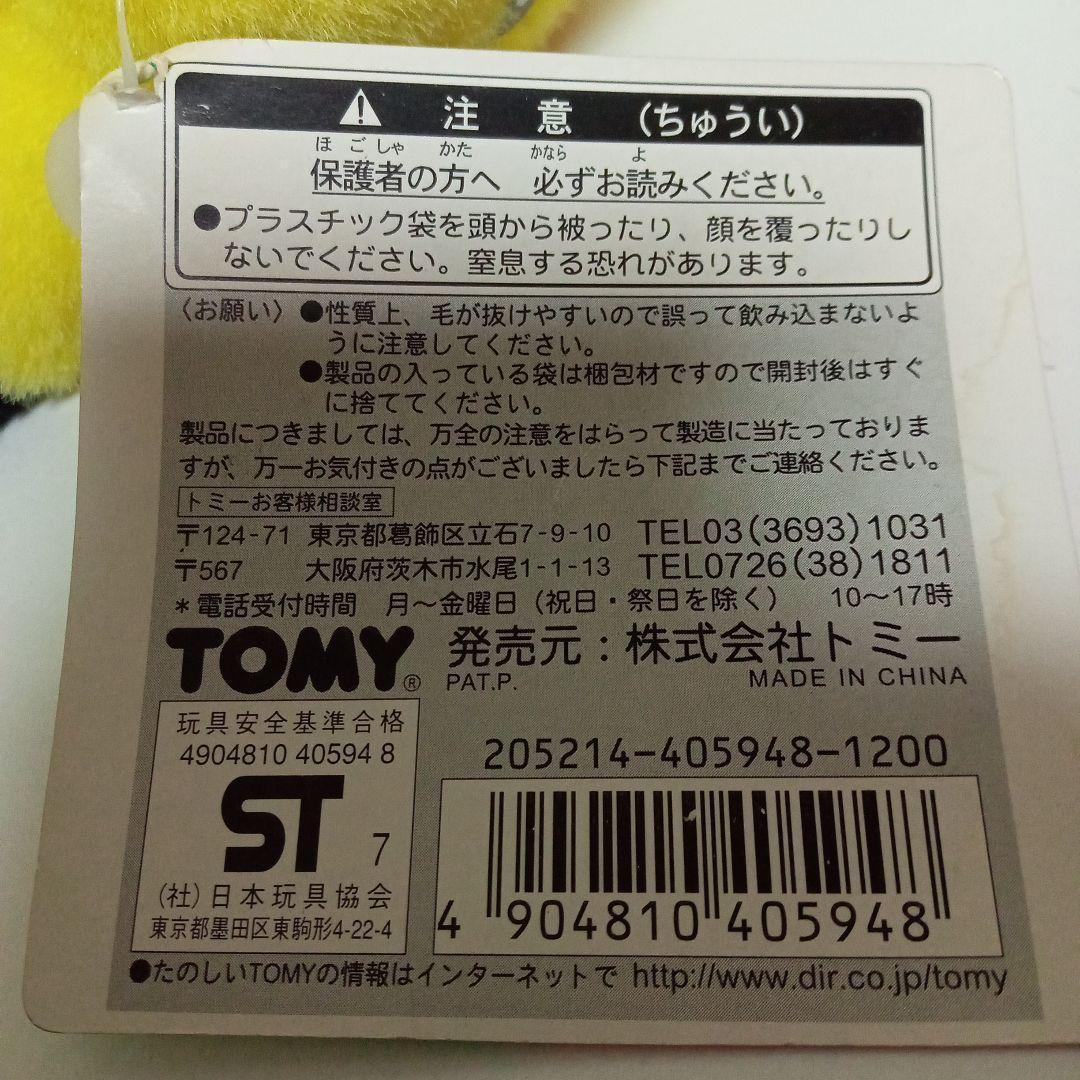 注意（ちゅうい）
ほごしゃ かた かなら よ
保護者の方へ 必ずお読みください。
●プラスチック袋を頭から被ったり、顔を覆ったりし
ないでください。窒息する恐れがあります。
〈お願い〉●性質上、毛が抜けやすいので誤って飲み込まないよ
うに注意してください。
●製品の入っている袋は梱包材ですので開封後はすぐ
に捨ててください。
製品につきましては、万全の注意をはらって製造に当たっておりま
すが、万一お気付きの点がございましたら下記までご連絡ください。
トミーお客様相談室
〒124-71 東京都葛飾区立石7-9-10 TEL03(3693)1031
〒567 大阪府茨木市水尾1-1-13 TEL0726(38)1811
＊電話受付時間 月～金曜日（祝日・祭日を除く） 10～17時
TOMY® 発売元：株式会社トミー
PAT.P. MADE IN CHINA
玩具安全基準合格
4904810 40594 8
ST 7
（社）日本玩具協会
東京都墨田区東駒形4-22-4
205214-405948-1200
4 904810 405948
●たのしいTOMYの情報はインターネットで http://www.dir.co.jp/tomy